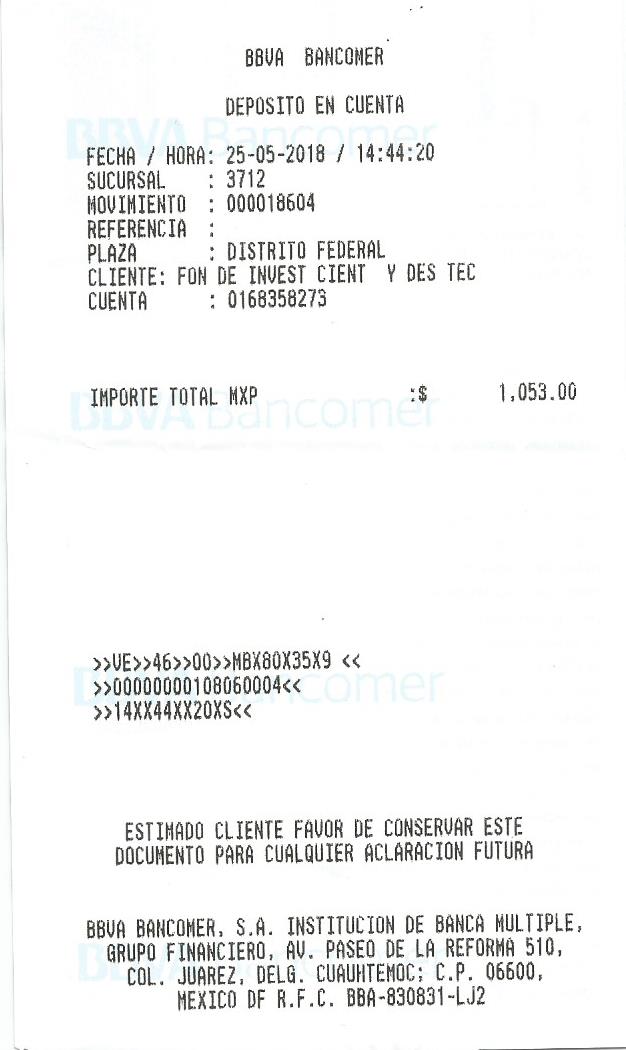 BBVA BANCOMER
DEPOSITO EN CUENTA
BBVA Bancomer
FECHA / HORA: 25-05-2018 / 14:44:20
SUCURSAL : 3712
MOVIMIENTO : 000018604
REFERENCIA :
PLAZA : DISTRITO FEDERAL
CLIENTE: FON DE INVEST CIENT Y DES TEC
CUENTA : 0168358273
IMPORTE TOTAL MXP :$ 1,053.00
BBVA Bancomer
>>VE>>46>>00>>MBX80X35X9 <<
BBVA Bancomer
>>00000000108060004<<
>>14XX44XX20XS<<
ESTIMADO CLIENTE FAVOR DE CONSERVAR ESTE
DOCUMENTO PARA CUALQUIER ACLARACION FUTURA
BBVA BANCOMER, S.A. INSTITUCION DE BANCA MULTIPLE,
GRUPO FINANCIERO, AV. PASEO DE LA REFORMA 510,
BBVA Bancomer
COL. JUAREZ, DELG. CUAUHTEMOC; C.P. 06600,
MEXICO DF R.F.C. BBA-830831-LJ2